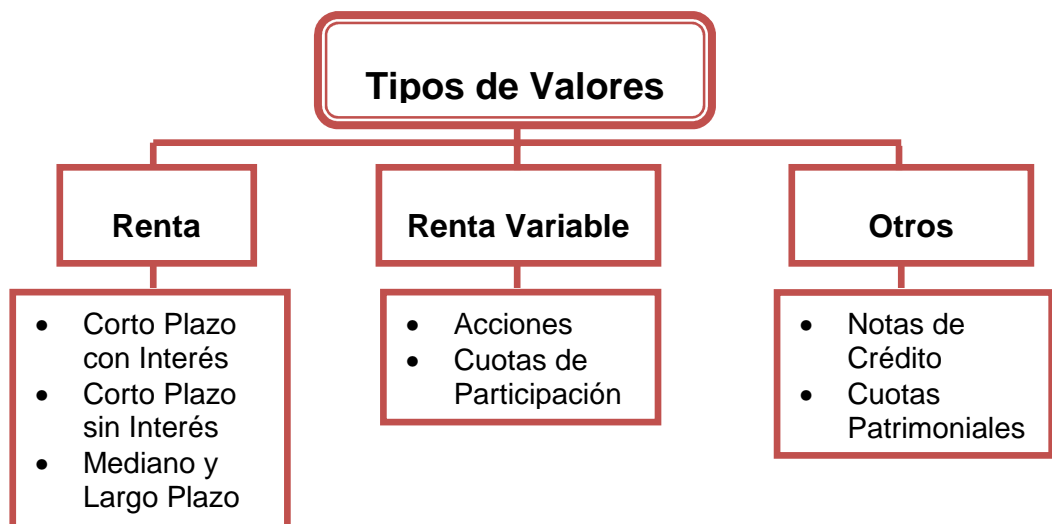 Tipos de Valores
Renta
Renta Variable
Otros
• Corto Plazo
con Interés
• Corto Plazo
sin Interés
• Mediano y
Largo Plazo
• Acciones
• Cuotas de
Participación
• Notas de
Crédito
• Cuotas
Patrimoniales